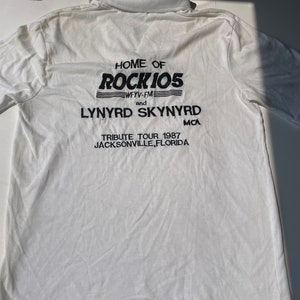 HOME OF
ROCK105
WFYV-FM
and
LYNYRD SKYNYRD
MCA
TRIBUTE TOUR 1987
JACKSONVILLE, FLORIDA